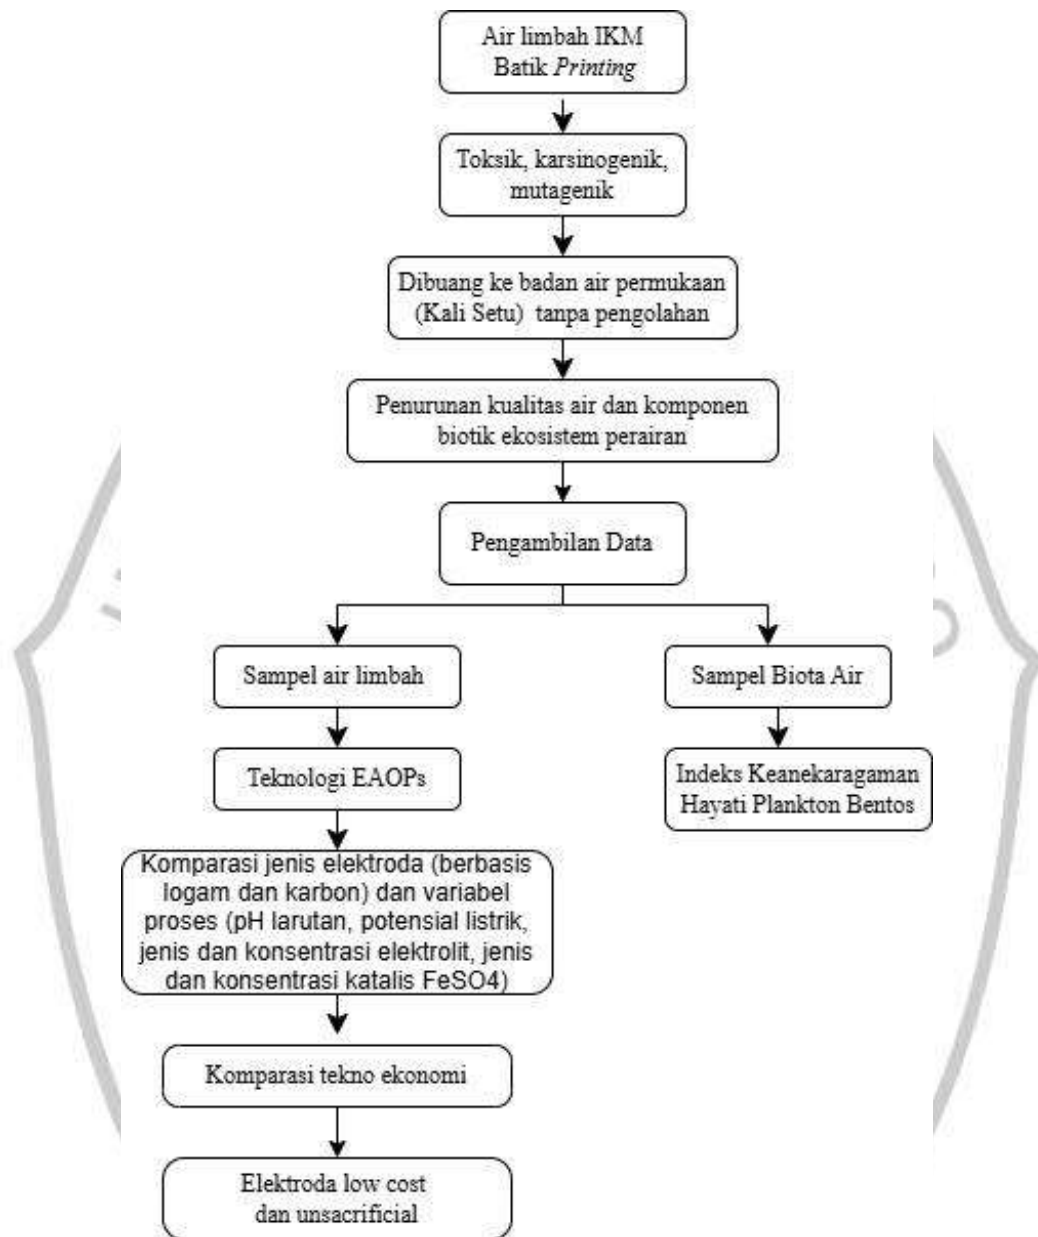 Air limbah IKM
Batik Printing
Toksik, karsinogenik,
mutagenik
Dibuang ke badan air permukaan
(Kali Setu) tanpa pengolahan
Penurunan kualitas air dan komponen
biotik ekosistem perairan
Pengambilan Data
Sampel air limbah
Sampel Biota Air
Teknologi EAOPs
Indeks Keanekaragaman
Hayati Plankton Bentos
Komparasi jenis elektroda (berbasis
logam dan karbon) dan variabel
proses (pH larutan, potensial listrik,
jenis dan konsentrasi elektrolit, jenis
dan konsentrasi katalis FeSO4)
Komparasi tekno ekonomi
Elektroda low cost
dan unsacrificial